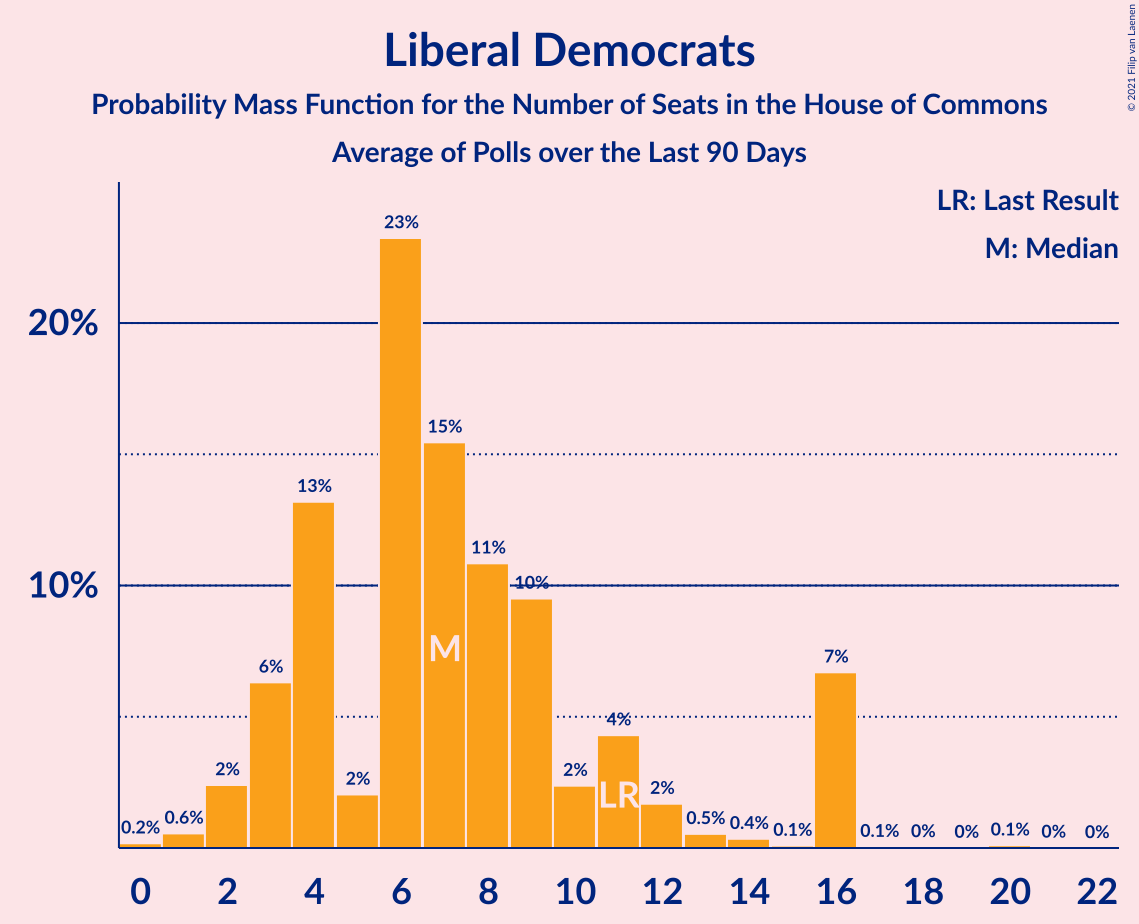 © 2021 Filip van Laenen
Liberal Democrats
Probability Mass Function for the Number of Seats in the House of Commons
Average of Polls over the Last 90 Days
LR: Last Result
M: Median
20%
10%
0.2% 0.6% 2% 6% 13% 2% 23% 15% 11% 10% 2% 4% 2% 0.5% 0.4% 0.1% 7% 0.1% 0% 0% 0.1% 0% 0%
M
LR
0 2 4 6 8 10 12 14 16 18 20 22